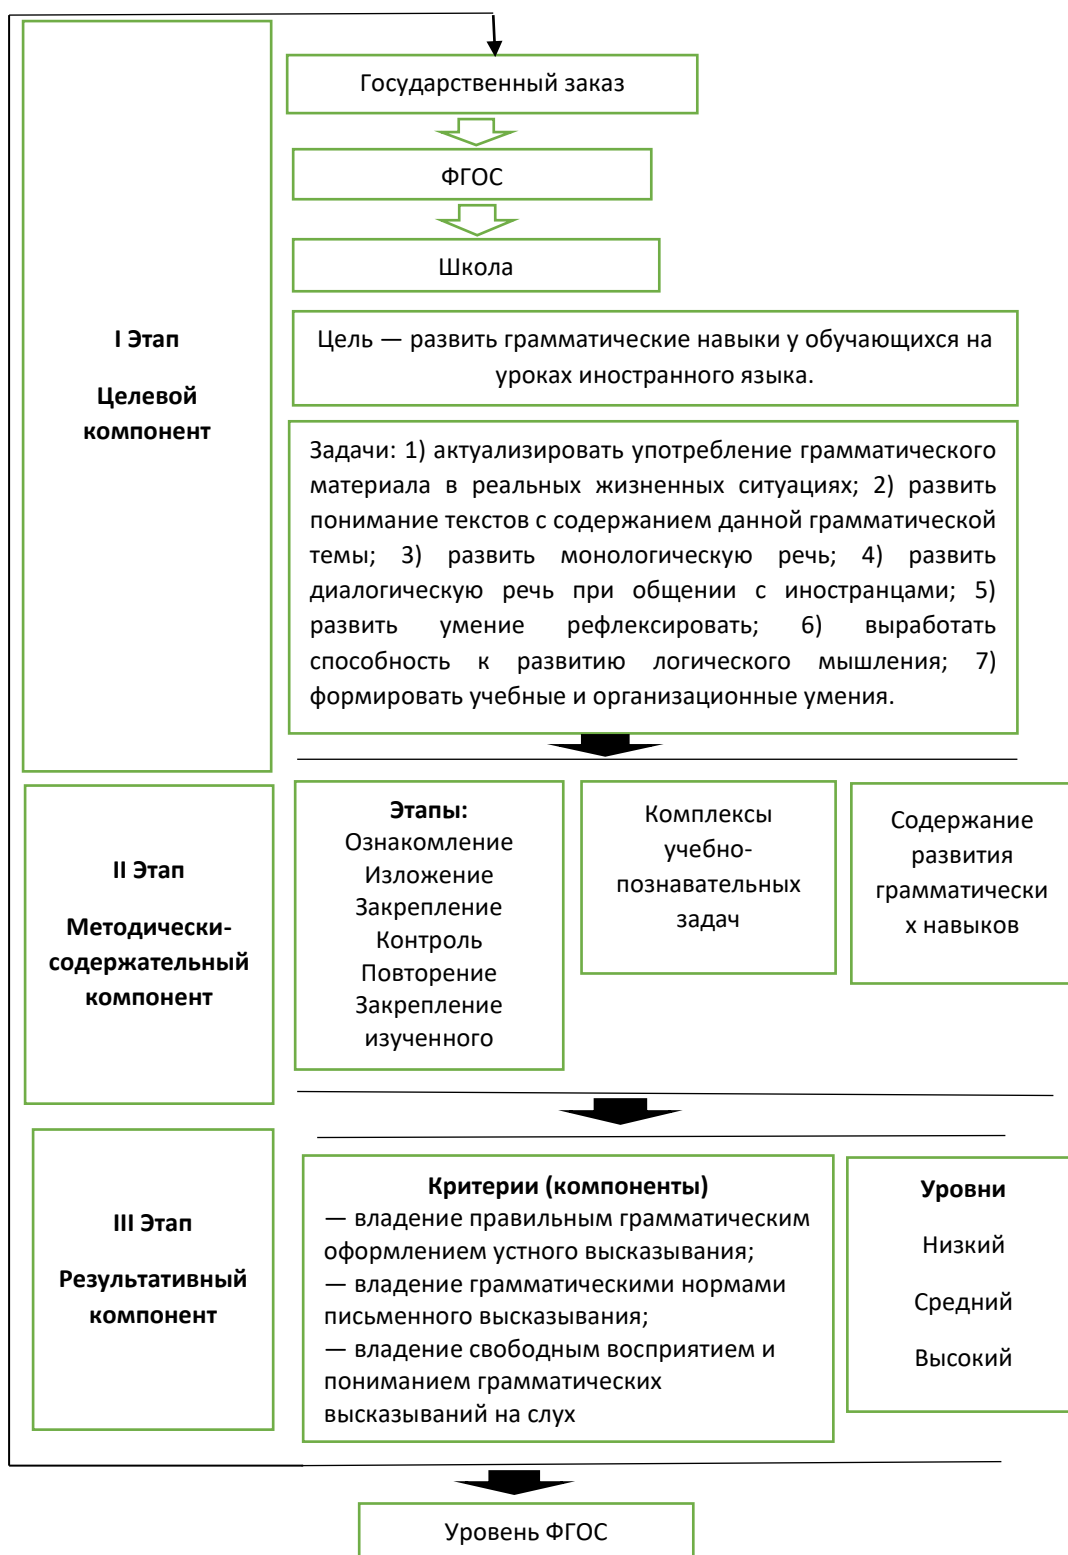 Государственный заказ
ФГОС
Школа
I Этап
Целевой
компонент
Цель — развить грамматические навыки у обучающихся на
уроках иностранного языка.
Задачи: 1) актуализировать употребление грамматического
материала в реальных жизненных ситуациях; 2) развить
понимание текстов с содержанием данной грамматической
темы; 3) развить монологическую речь; 4) развить
диалогическую речь при общении с иностранцами; 5)
развить умение рефлексировать; 6) выработать
способность к развитию логического мышления; 7)
формировать учебные и организационные умения.
II Этап
Методически-
содержательный
компонент
Этапы:
Ознакомление
Изложение
Закрепление
Контроль
Повторение
Закрепление
изученного
Комплексы
учебно-
познавательных
задач
Содержание
развития
грамматически
х навыков
III Этап
Результативный
компонент
Критерии (компоненты)
— владение правильным грамматическим
оформлением устного высказывания;
— владение грамматическими нормами
письменного высказывания;
— владение свободным восприятием и
пониманием грамматических
высказываний на слух
Уровни
Низкий
Средний
Высокий
Уровень ФГОС